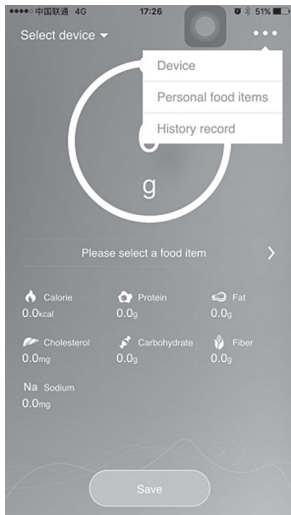 中国联通 4G 17:26 51%
Select device
Device
Personal food items
History record
0
g
Please select a food item
Calorie Protein Fat
0.0kcal 0.0g 0.0g
Cholesterol Carbohydrate Fiber
0.0mg 0.0g 0.0g
Na Sodium
0.0mg
Save